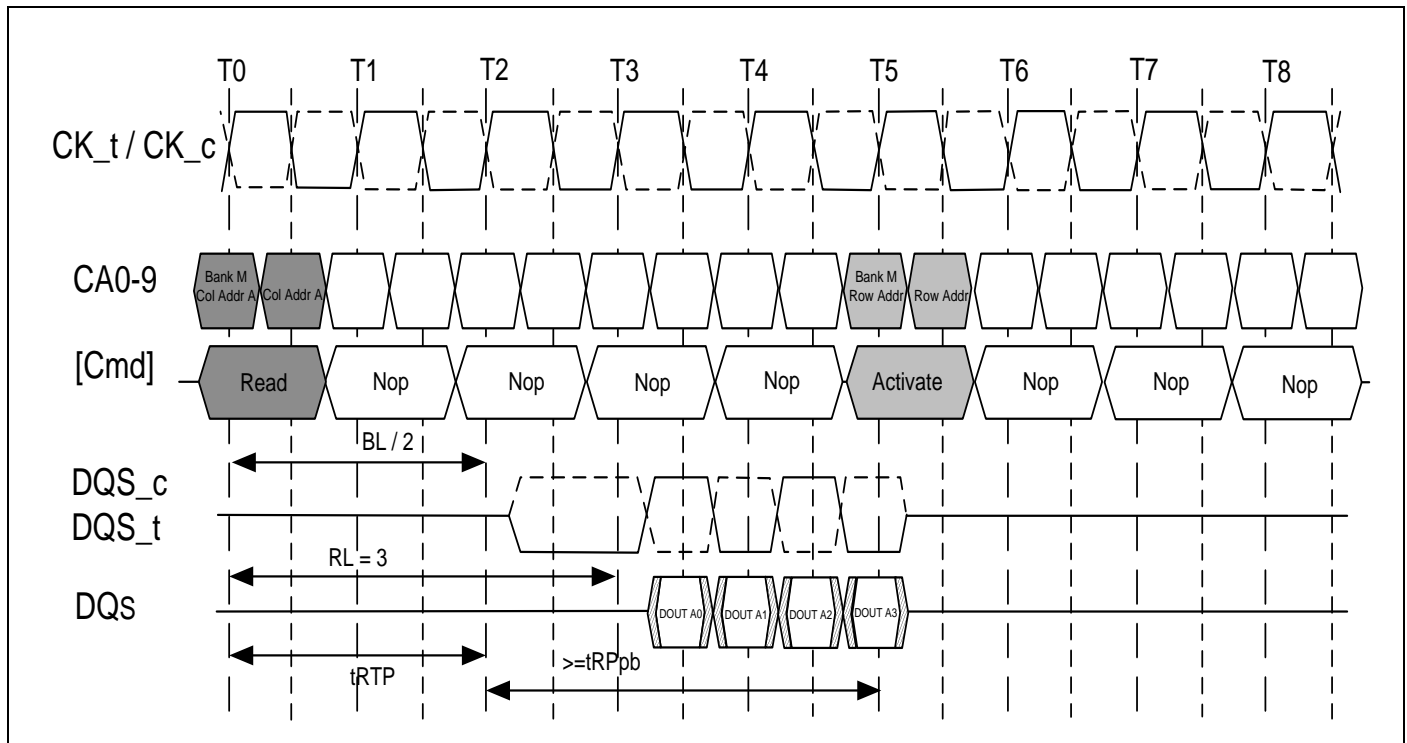 T0 T1 T2 T3 T4 T5 T6 T7 T8
CK_t / CK_c
CA0-9
Bank M
Col Addr A
Col Addr A
Bank M
Row Addr
Row Addr
[Cmd]
Read Nop Nop Nop Nop Activate Nop Nop Nop
BL / 2
DQS_c
DQS_t
RL = 3
DQs
DOUT A0 DOUT A1 DOUT A2 DOUT A3
tRTP
>=tRPpb